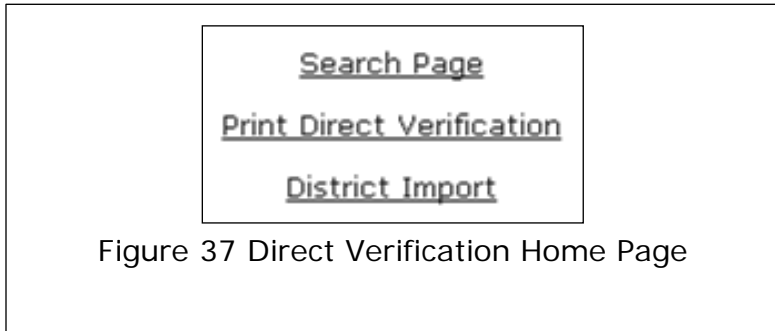 Search Page
Print Direct Verification
District Import
Figure 37 Direct Verification Home Page